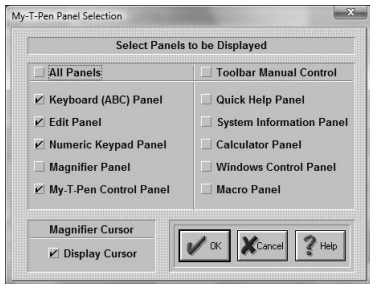 My-T-Pen Panel Selection
Select Panels to be Displayed
All Panels
Toolbar Manual Control
Keyboard (ABC) Panel
Quick Help Panel
Edit Panel
System Information Panel
Numeric Keypad Panel
Calculator Panel
Magnifier Panel
Windows Control Panel
My-T-Pen Control Panel
Macro Panel
Magnifier Cursor
Display Cursor
OK
Cancel
Help